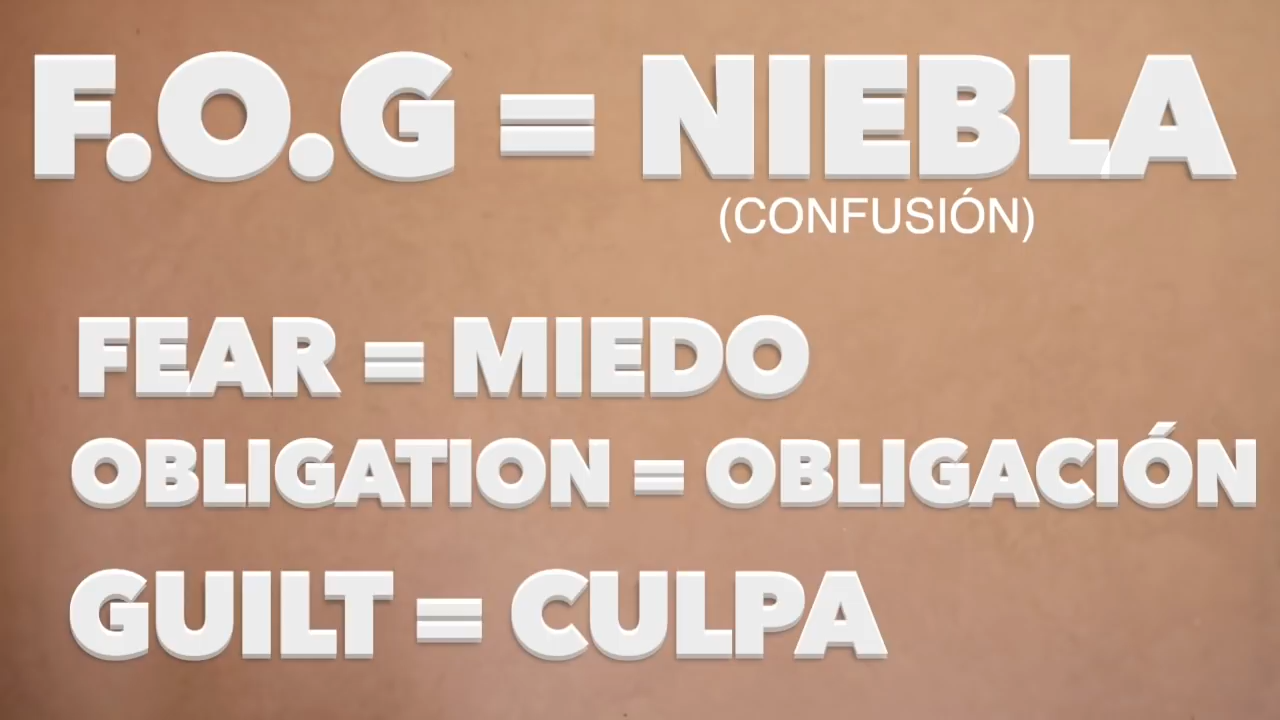 F.O.G = NIEBLA
(CONFUSIÓN)
FEAR = MIEDO
OBLIGATION = OBLIGACIÓN
GUILT = CULPA